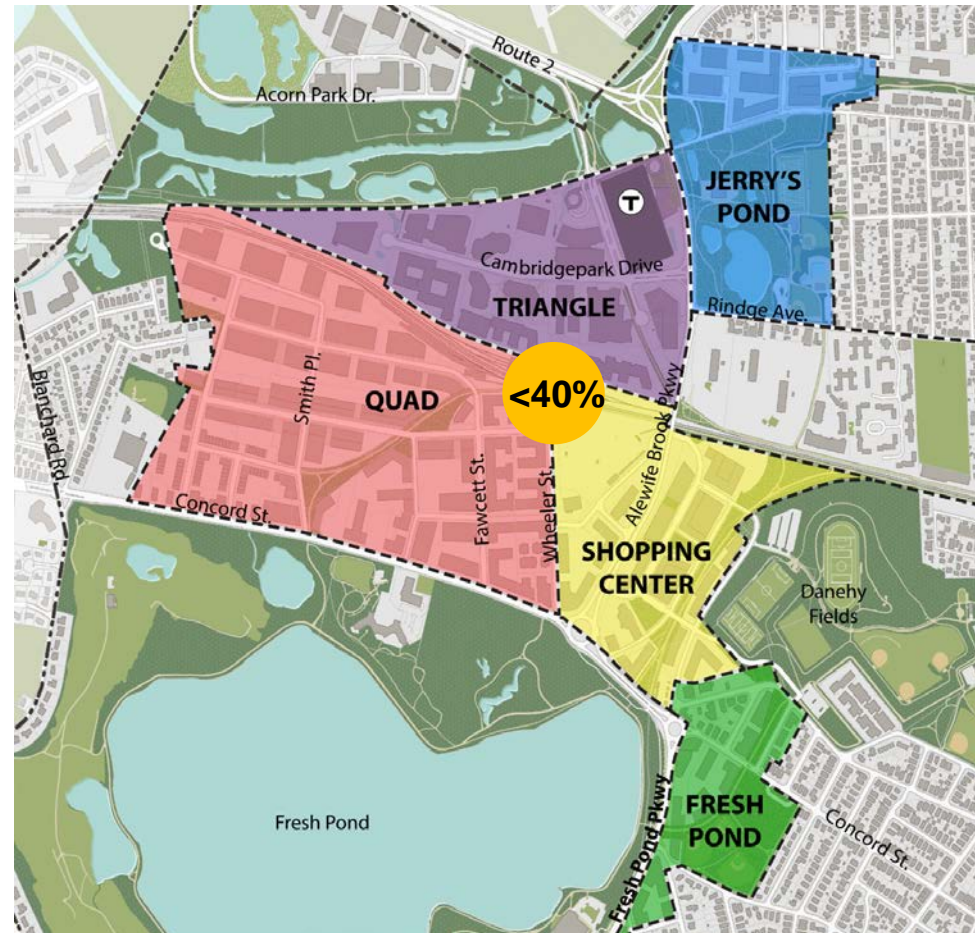 Route 2
Acorn Park Dr.
JERRY'S
POND
T
Cambridgepark Drive
TRIANGLE
Rindge Ave.
Blanchard Rd
Smith Pl.
QUAD
<40%
Alewife Brook Pkwy
Fawcett St.
Wheeler St.
Concord St.
SHOPPING
CENTER
Danehy
Fields
Fresh Pond
FRESH
POND
Fresh Pond Pkwy
Concord St.